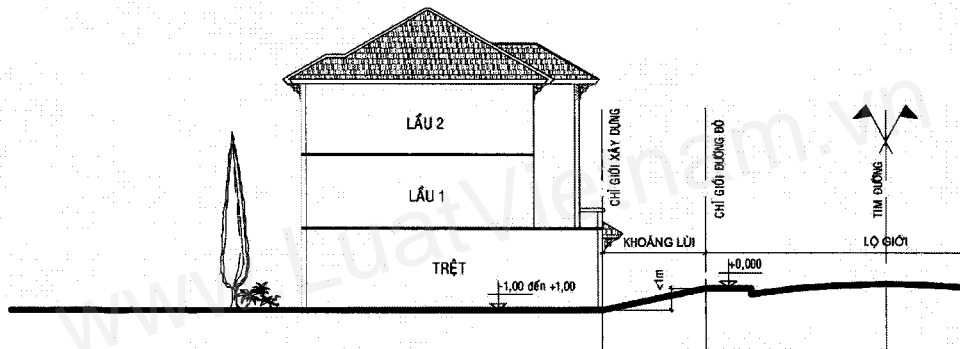 LẦU 2
LẦU 1
TRỆT
-1,00 đến +1,00
CHỈ GIỚI XÂY DỰNG
CHỈ GIỚI ĐƯỜNG ĐỎ
TIM ĐƯỜNG
KHOẢNG LÙI
LỘ GIỚI
+0,000
<1m
www.LuatVietnam.vn